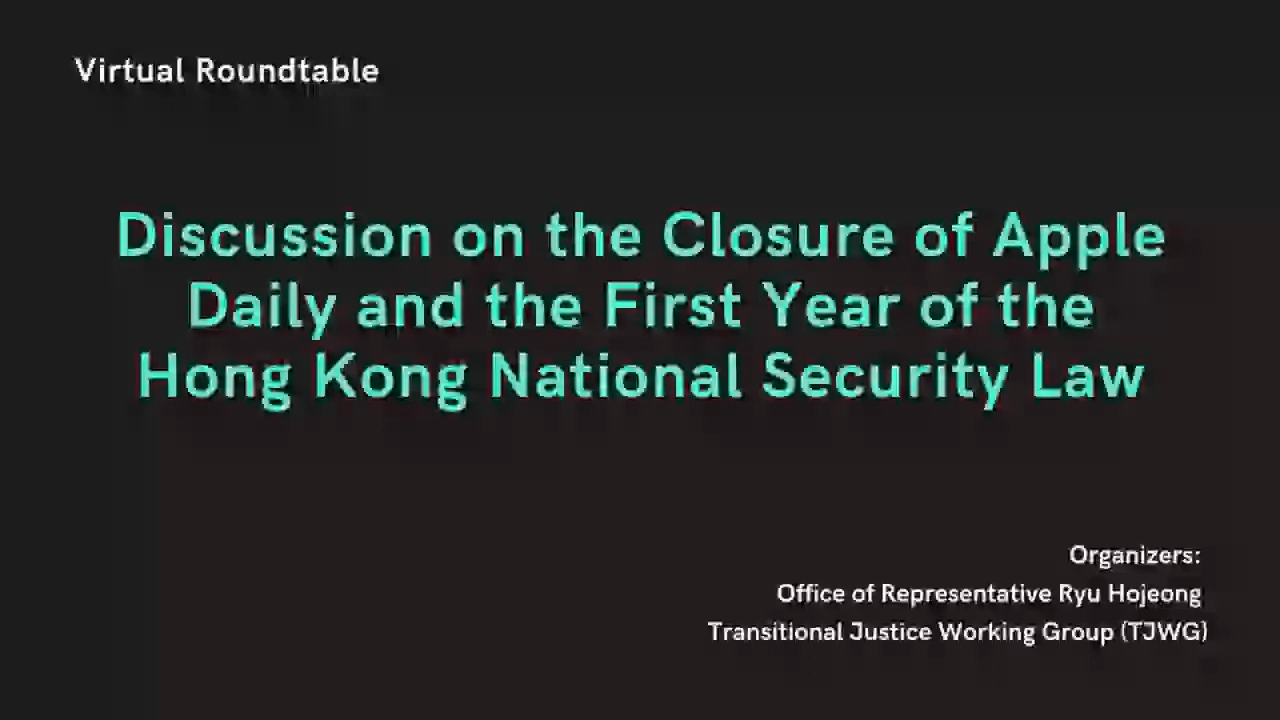 Virtual Roundtable
Discussion on the Closure of Apple
Daily and the First Year of the
Hong Kong National Security Law
Organizers:
Office of Representative Ryu Hojeong
Transitional Justice Working Group (TJWG)